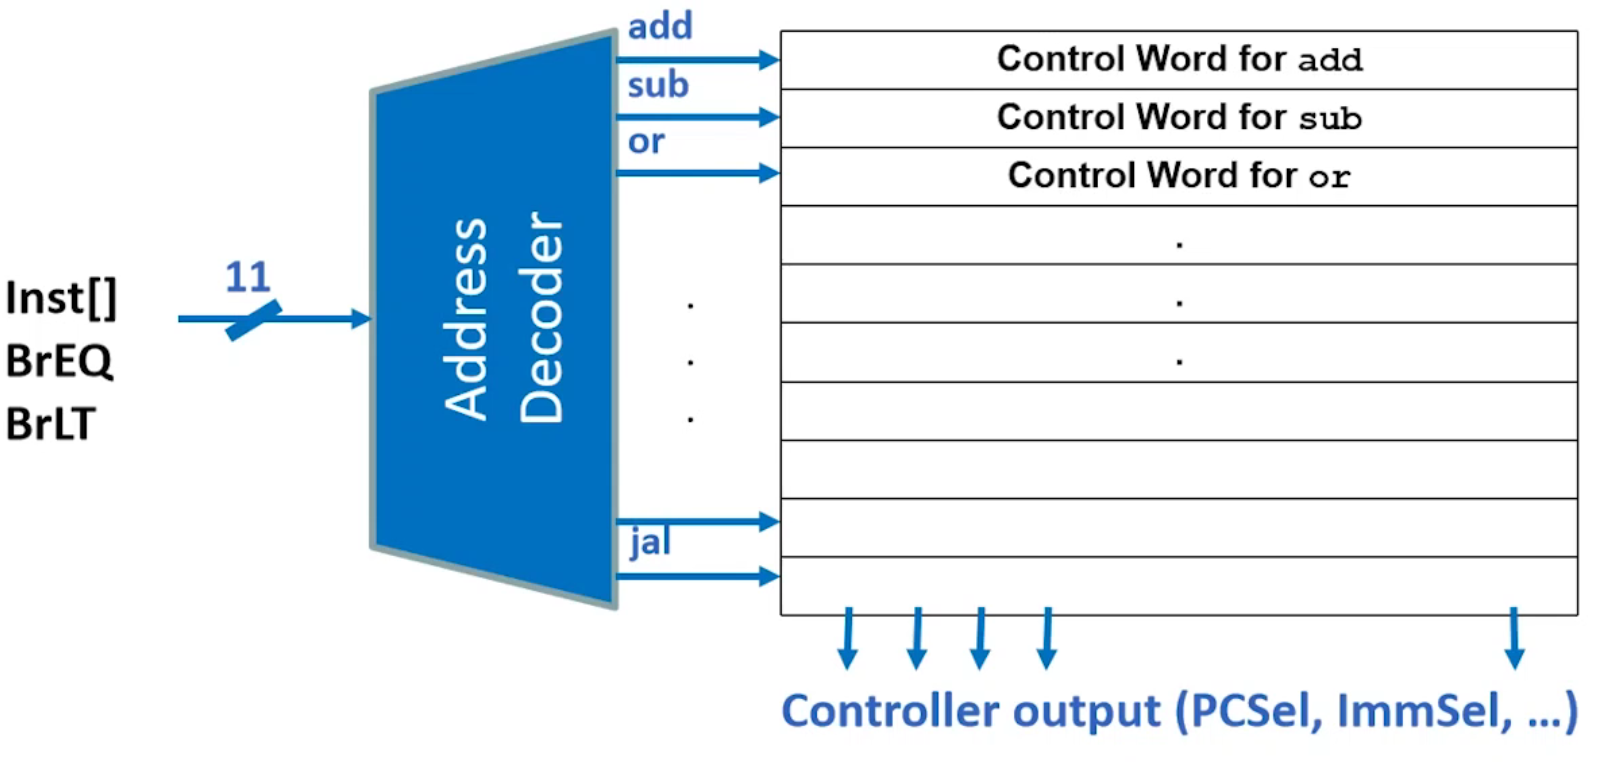 add
Control Word for add
sub
Control Word for sub
or
Control Word for or
Address
Decoder
11
Inst[]
BrEQ
BrLT
.
.
.
.
.
.
jal
Controller output (PCSel, ImmSel, ...)